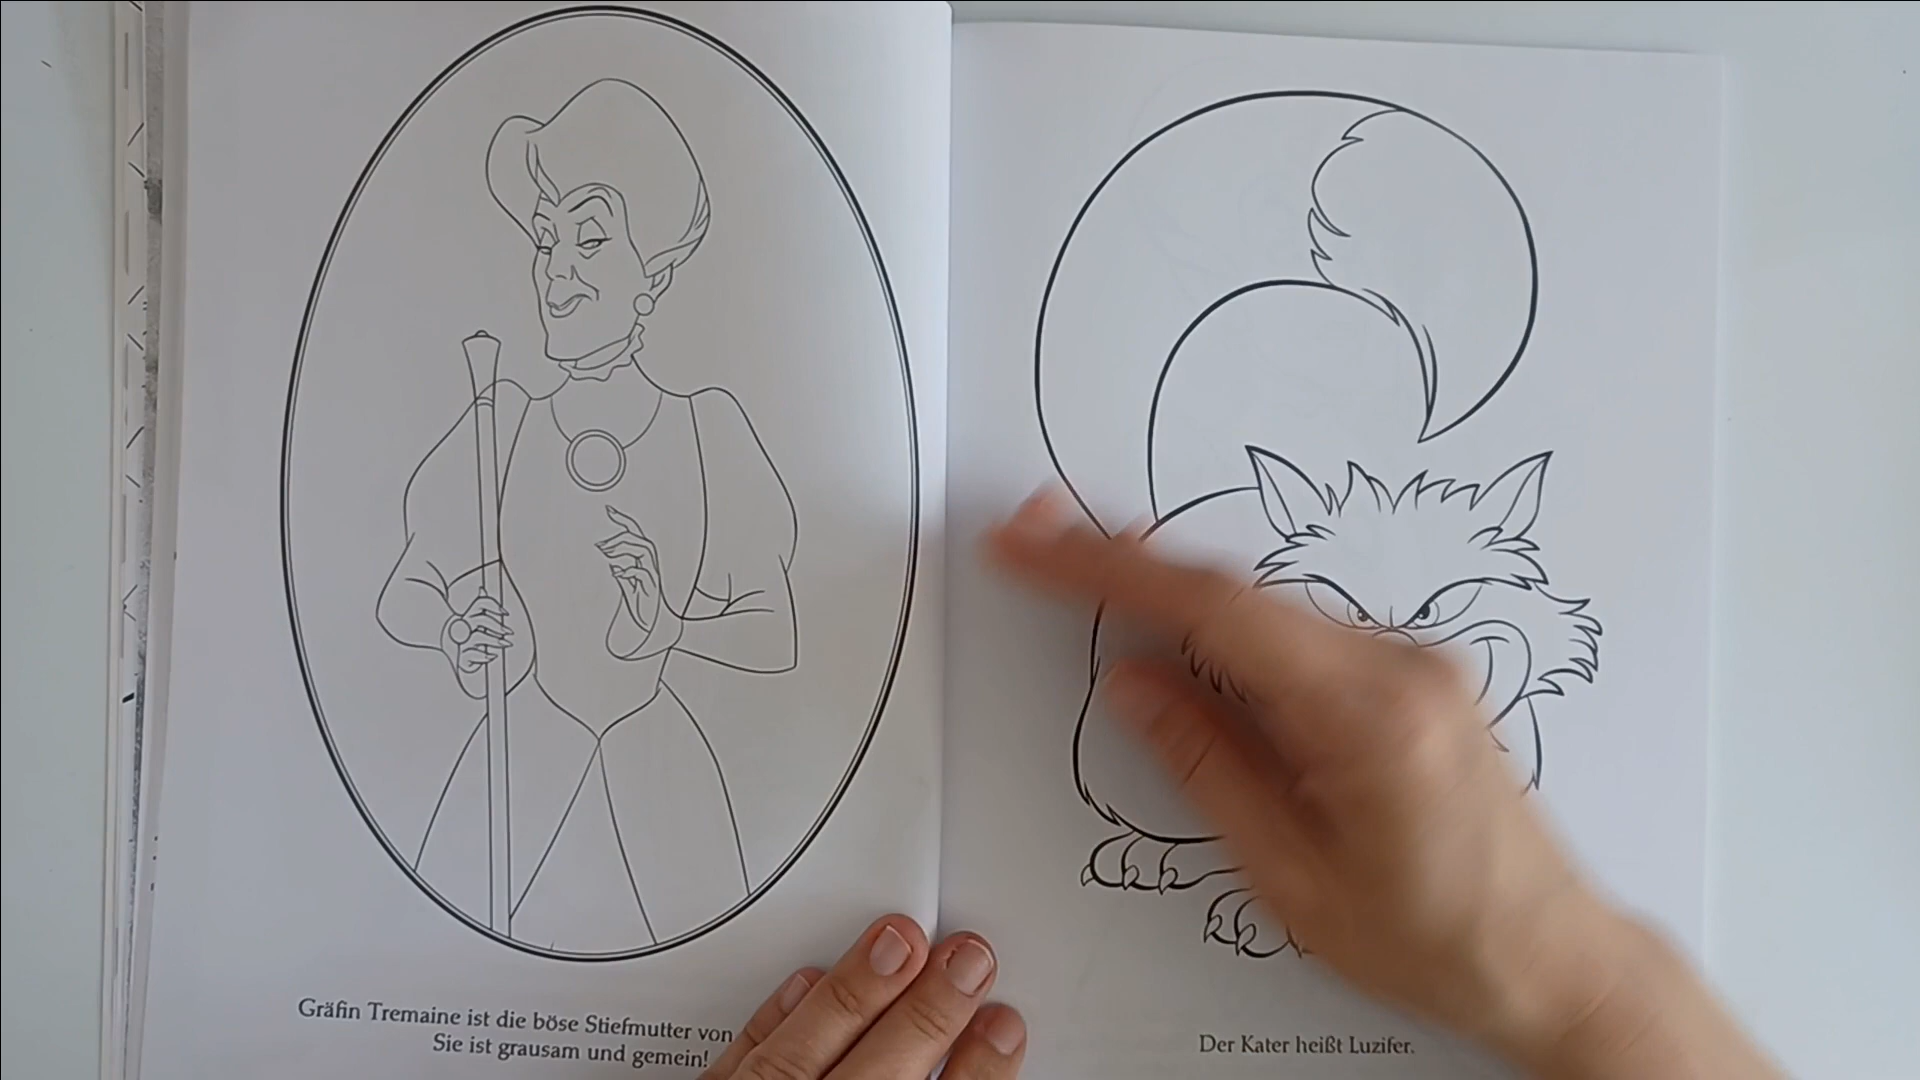 Gräfin Tremaine ist die böse Stiefmutter von
Sie ist grausam und gemein!
Der Kater heißt Luzifer.